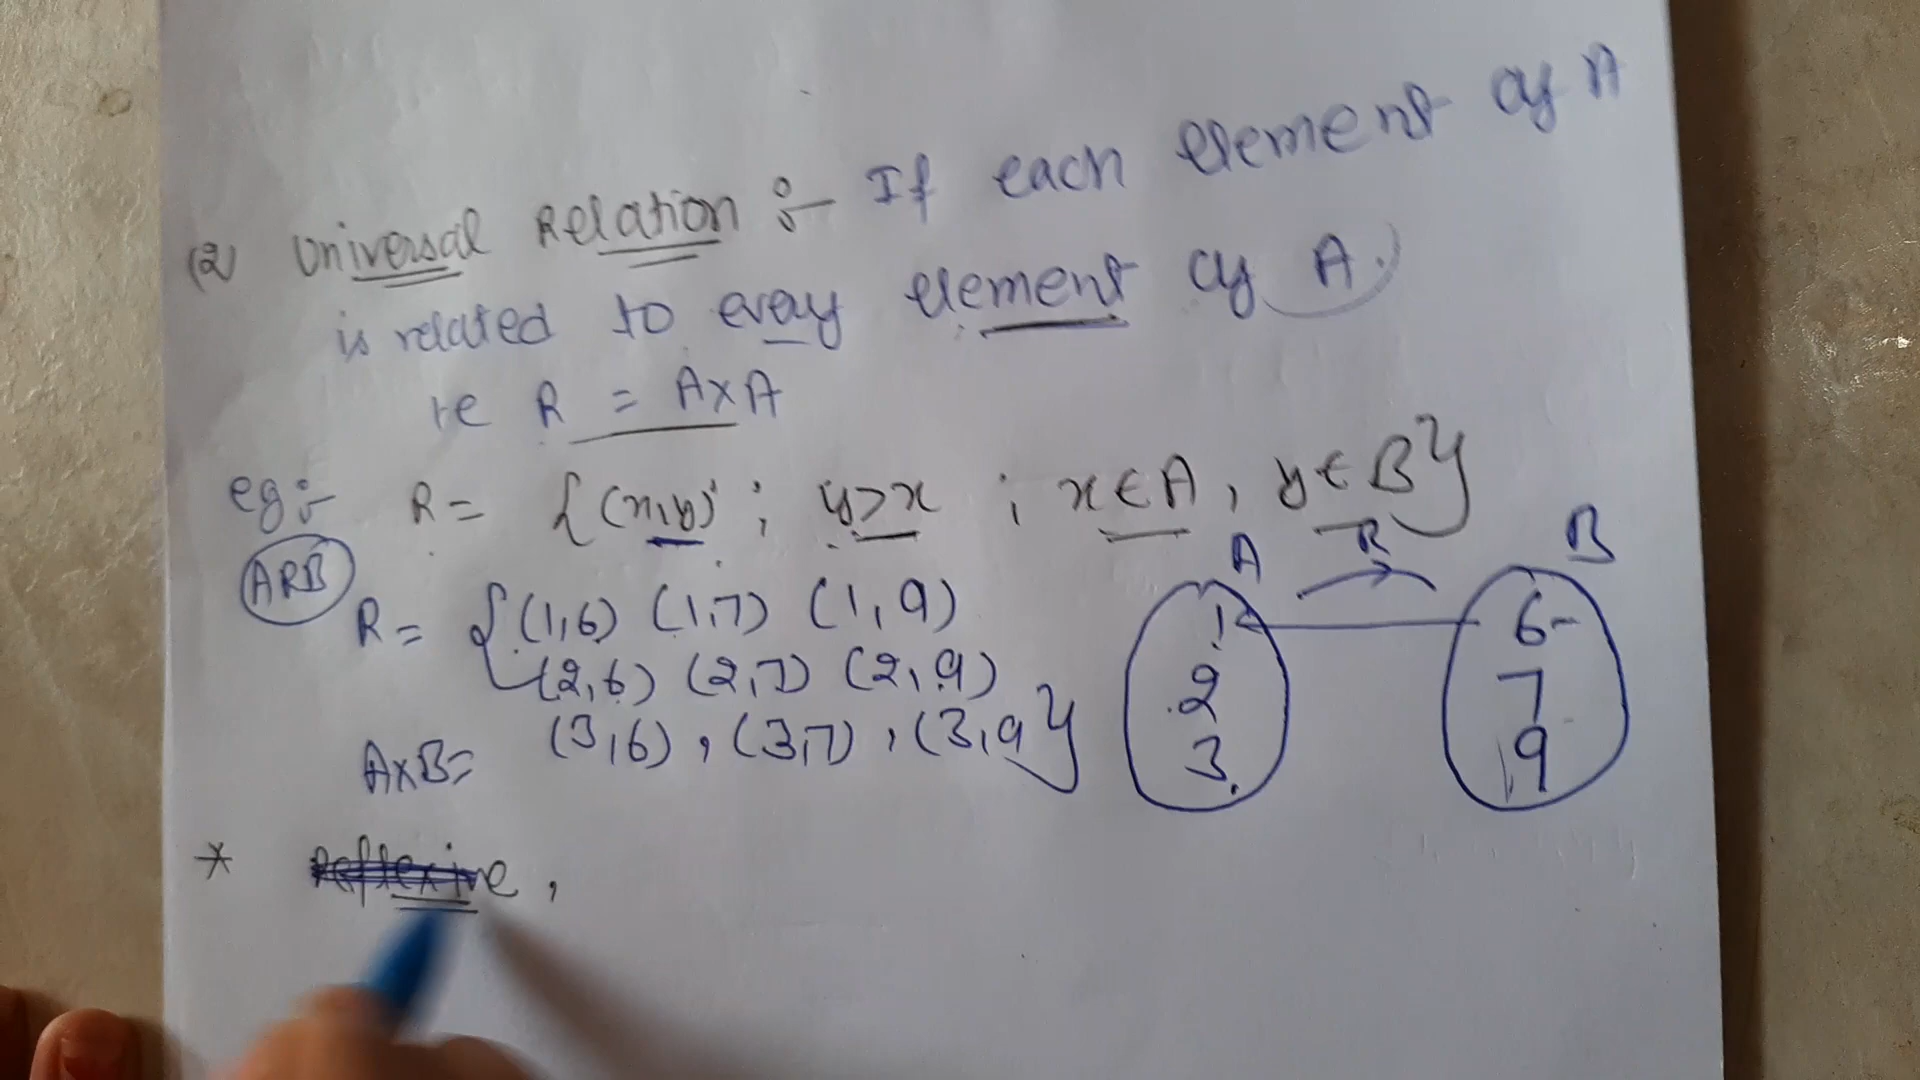 (2) Universal Relation :- If each element of A
is related to every element of A.
ie R = A×A
eg:- R = {(x,y) ; y>x ; x∈A, y∈B}
ARB
R = {(1,6) (1,7) (1,9)
(2,6) (2,7) (2,9)
(3,6), (3,7), (3,9}
A×B=
A R B
1 6
2 7
3 9
* Reflexive,